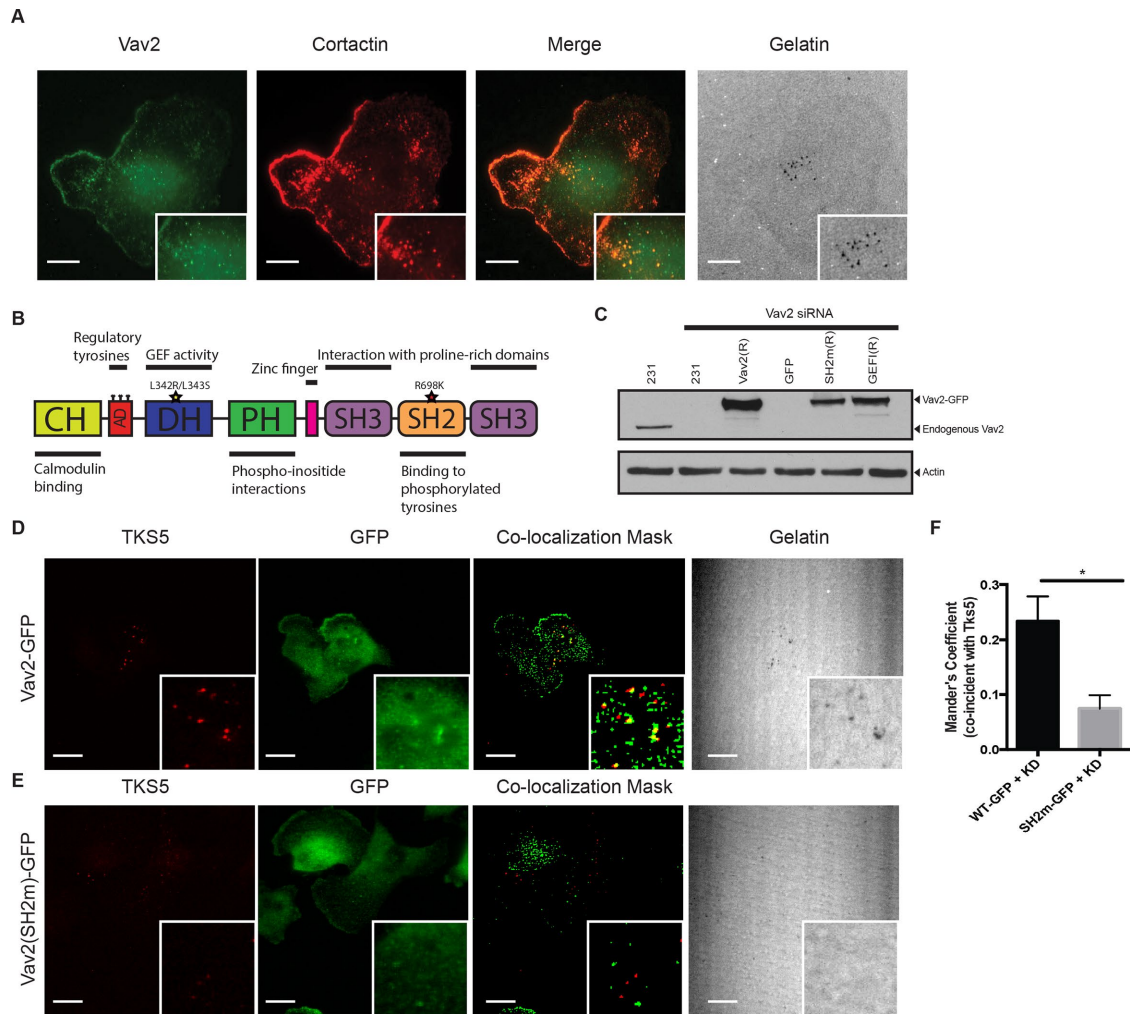 A
Vav2
Cortactin
Merge
Gelatin
B
Regulatory
tyrosines
GEF activity
Zinc finger
Interaction with proline-rich domains
L342R/L343S
R698K
CH
AD
DH
PH
SH3
SH2
SH3
Calmodulin
binding
Phospho-inositide
interactions
Binding to
phosphorylated
tyrosines
C
Vav2 siRNA
231
231
Vav2(R)
GFP
SH2m(R)
GEFI(R)
Vav2-GFP
Endogenous Vav2
Actin
D
TKS5
GFP
Co-localization Mask
Gelatin
Vav2-GFP
E
TKS5
GFP
Co-localization Mask
Gelatin
Vav2(SH2m)-GFP
F
Mander's Coefficient
(co-incident with Tks5)
0.3
0.2
0.1
0.0
*
WT-GFP + KD
SH2m-GFP + KD